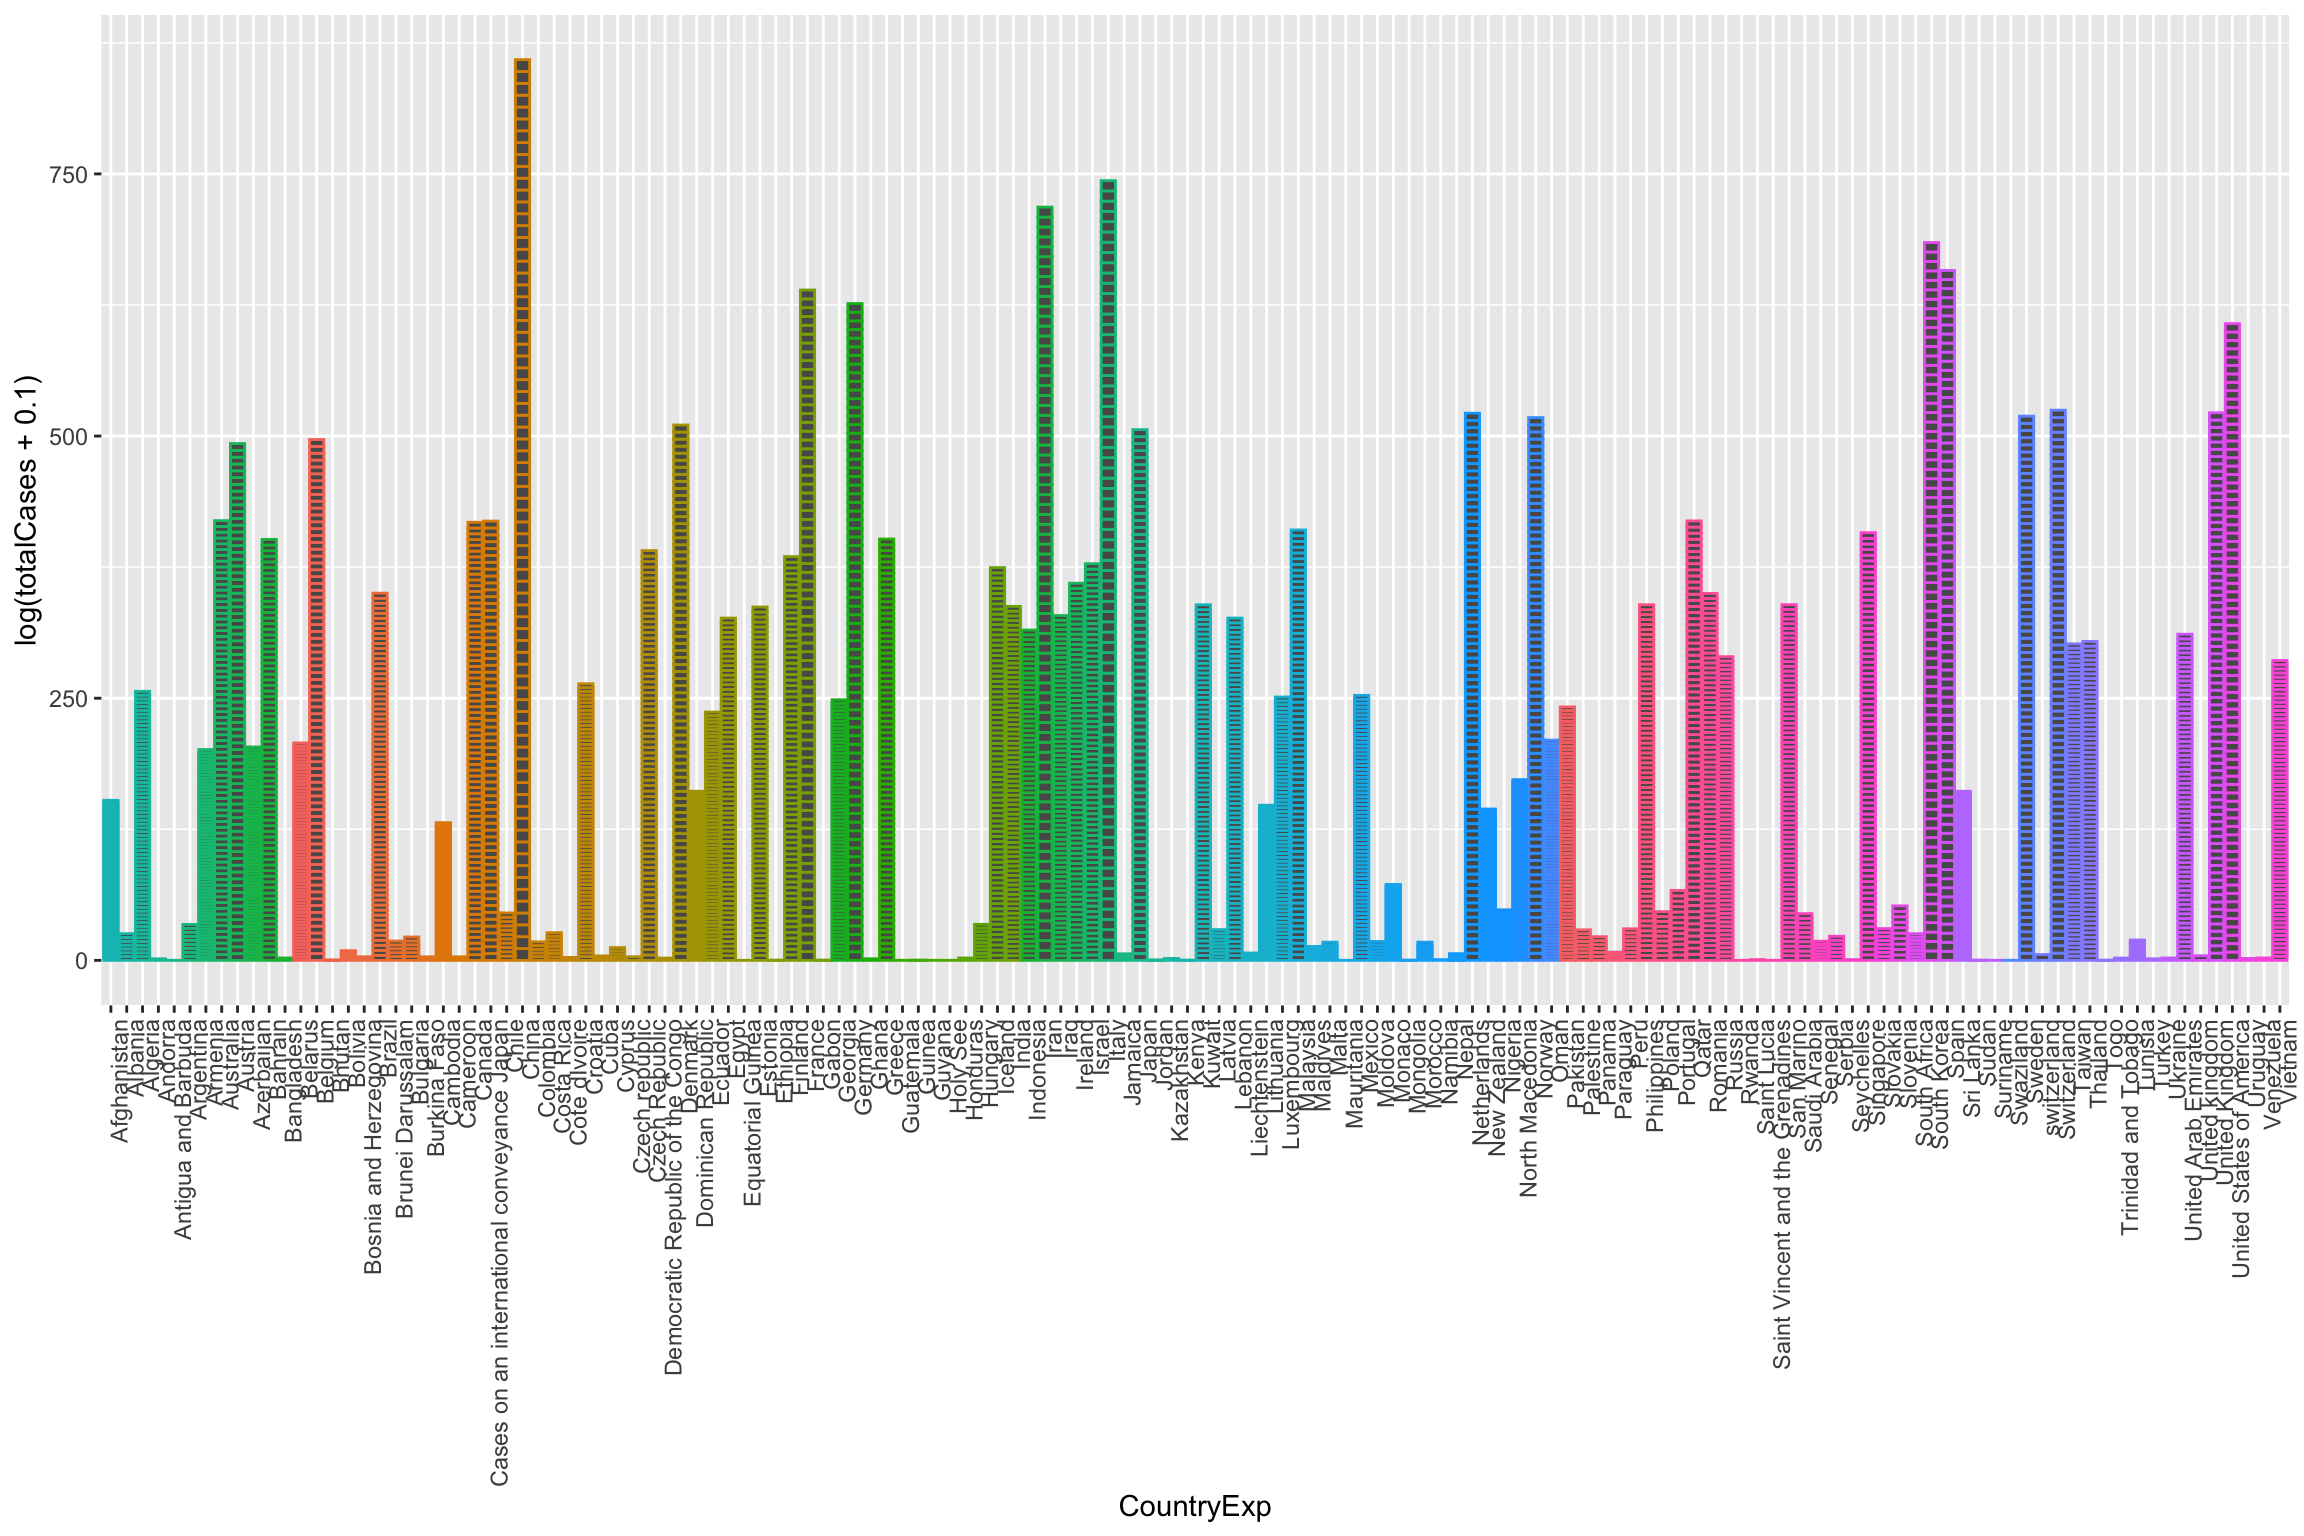 log(totalCases + 0.1)
750
500
250
0
Afghanistan
Albania
Algeria
Andorra
Antigua and Barbuda
Argentina
Armenia
Australia
Austria
Azerbaijan
Bahrain
Bangladesh
Belarus
Belgium
Bhutan
Bolivia
Bosnia and Herzegovina
Brazil
Brunei Darussalam
Bulgaria
Burkina Faso
Cambodia
Cameroon
Canada
Cases on an international conveyance Japan
Chile
China
Colombia
Costa Rica
Cote divoire
Croatia
Cuba
Cyprus
Czech republic
Czech Republic
Democratic Republic of the Congo
Denmark
Dominican Republic
Ecuador
Egypt
Equatorial Guinea
Estonia
Ethiopia
Finland
France
Gabon
Georgia
Germany
Ghana
Greece
Guatemala
Guinea
Guyana
Holy See
Honduras
Hungary
Iceland
India
Indonesia
Iran
Iraq
Ireland
Israel
Italy
Jamaica
Japan
Jordan
Kazakhstan
Kenya
Kuwait
Latvia
Lebanon
Liechtenstein
Lithuania
Luxembourg
Malaysia
Maldives
Malta
Mauritania
Mexico
Moldova
Monaco
Mongolia
Morocco
Namibia
Nepal
Netherlands
New Zealand
Nigeria
North Macedonia
Norway
Oman
Pakistan
Palestine
Panama
Paraguay
Peru
Philippines
Poland
Portugal
Qatar
Romania
Russia
Rwanda
Saint Lucia
Saint Vincent and the Grenadines
San Marino
Saudi Arabia
Senegal
Serbia
Seychelles
Singapore
Slovakia
Slovenia
South Africa
South Korea
Spain
Sri Lanka
Sudan
Suriname
Swaziland
Sweden
switzerland
Switzerland
Taiwan
Thailand
Togo
Trinidad and Tobago
Tunisia
Turkey
Ukraine
United Arab Emirates
United kingdom
United Kingdom
United States of America
Uruguay
Venezuela
Vietnam
CountryExp